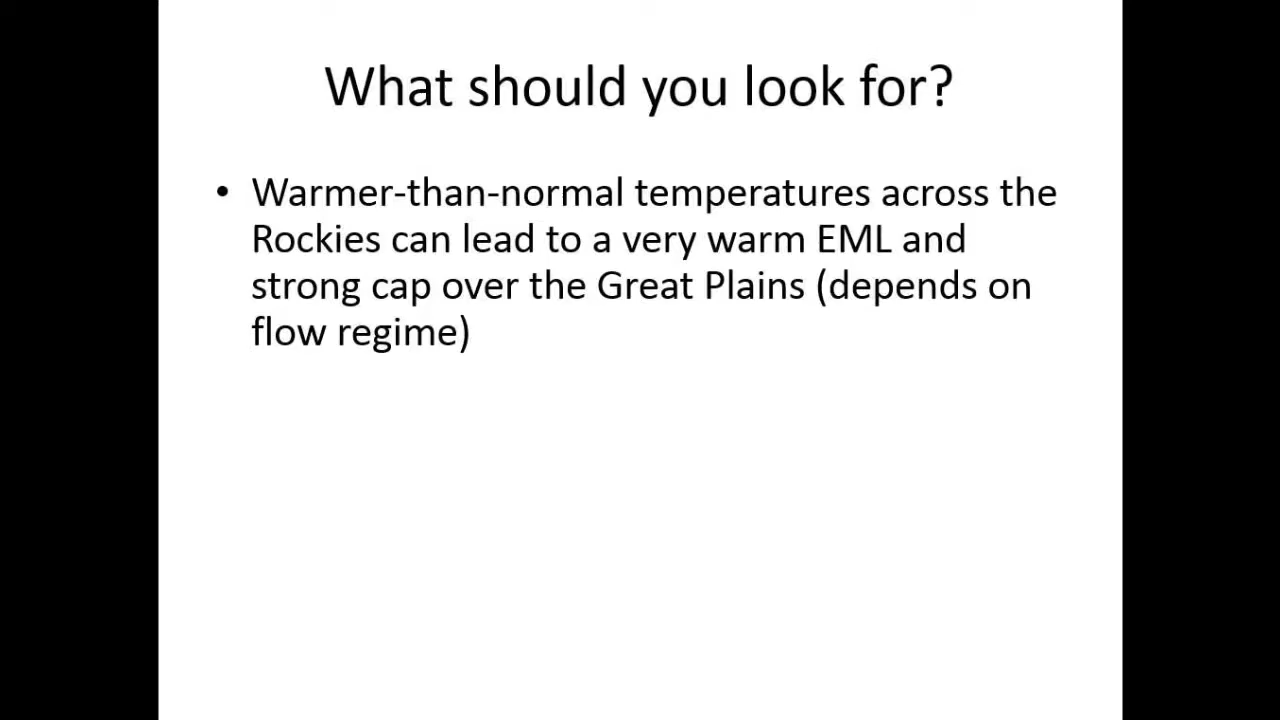 What should you look for?
• Warmer-than-normal temperatures across the
Rockies can lead to a very warm EML and
strong cap over the Great Plains (depends on
flow regime)